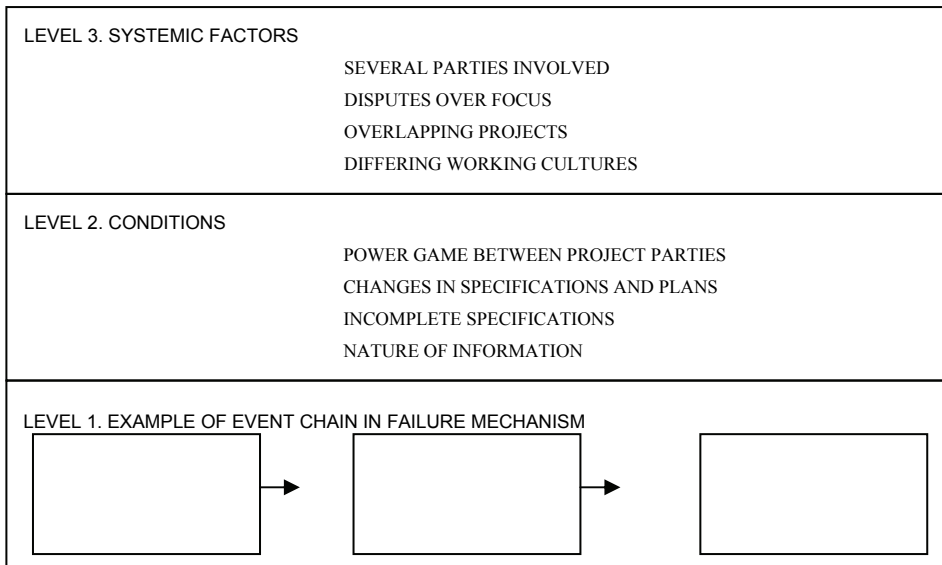 LEVEL 3. SYSTEMIC FACTORS
SEVERAL PARTIES INVOLVED
DISPUTES OVER FOCUS
OVERLAPPING PROJECTS
DIFFERING WORKING CULTURES
LEVEL 2. CONDITIONS
POWER GAME BETWEEN PROJECT PARTIES
CHANGES IN SPECIFICATIONS AND PLANS
INCOMPLETE SPECIFICATIONS
NATURE OF INFORMATION
LEVEL 1. EXAMPLE OF EVENT CHAIN IN FAILURE MECHANISM